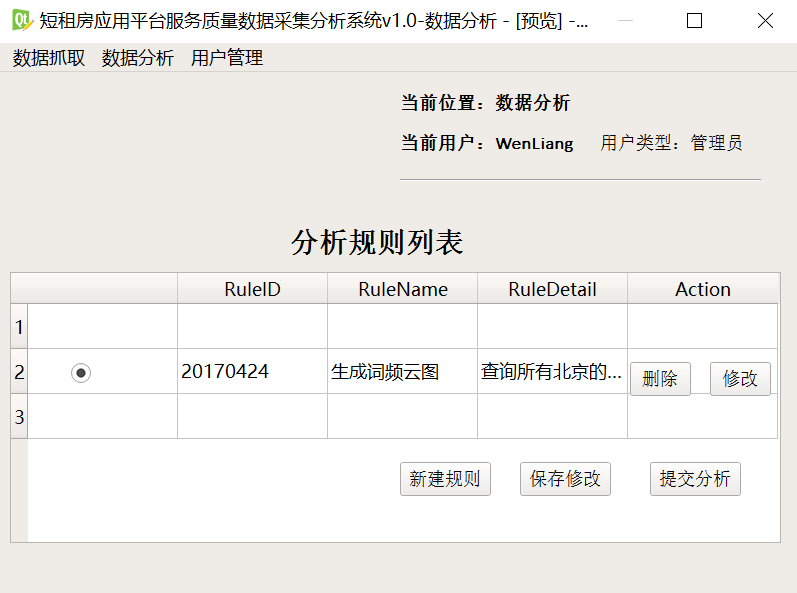 短租房应用平台服务质量数据采集分析系统v1.0-数据分析 - [预览] -...
数据抓取 数据分析 用户管理
当前位置：数据分析
当前用户：WenLiang 用户类型：管理员
分析规则列表
RuleID RuleName RuleDetail Action
1
2 20170424 生成词频云图 查询所有北京的... 删除 修改
3
新建规则 保存修改 提交分析